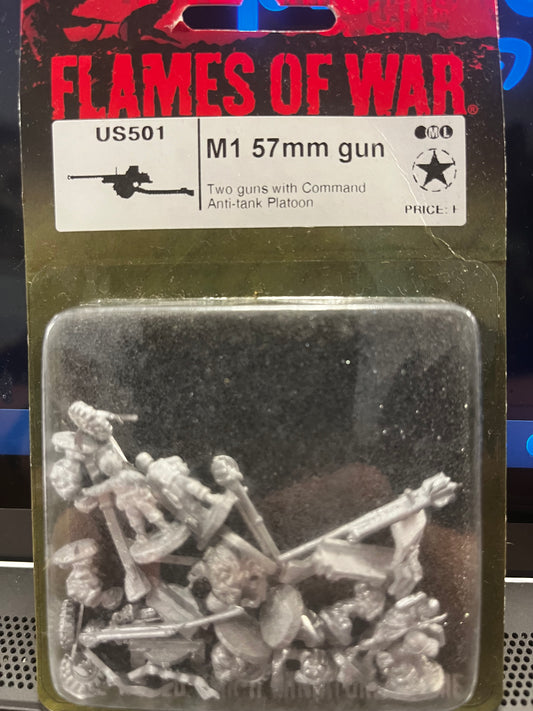 FLAMES OF WAR®
US501
M1 57mm gun
M L
Two guns with Command
Anti-tank Platoon
PRICE: F